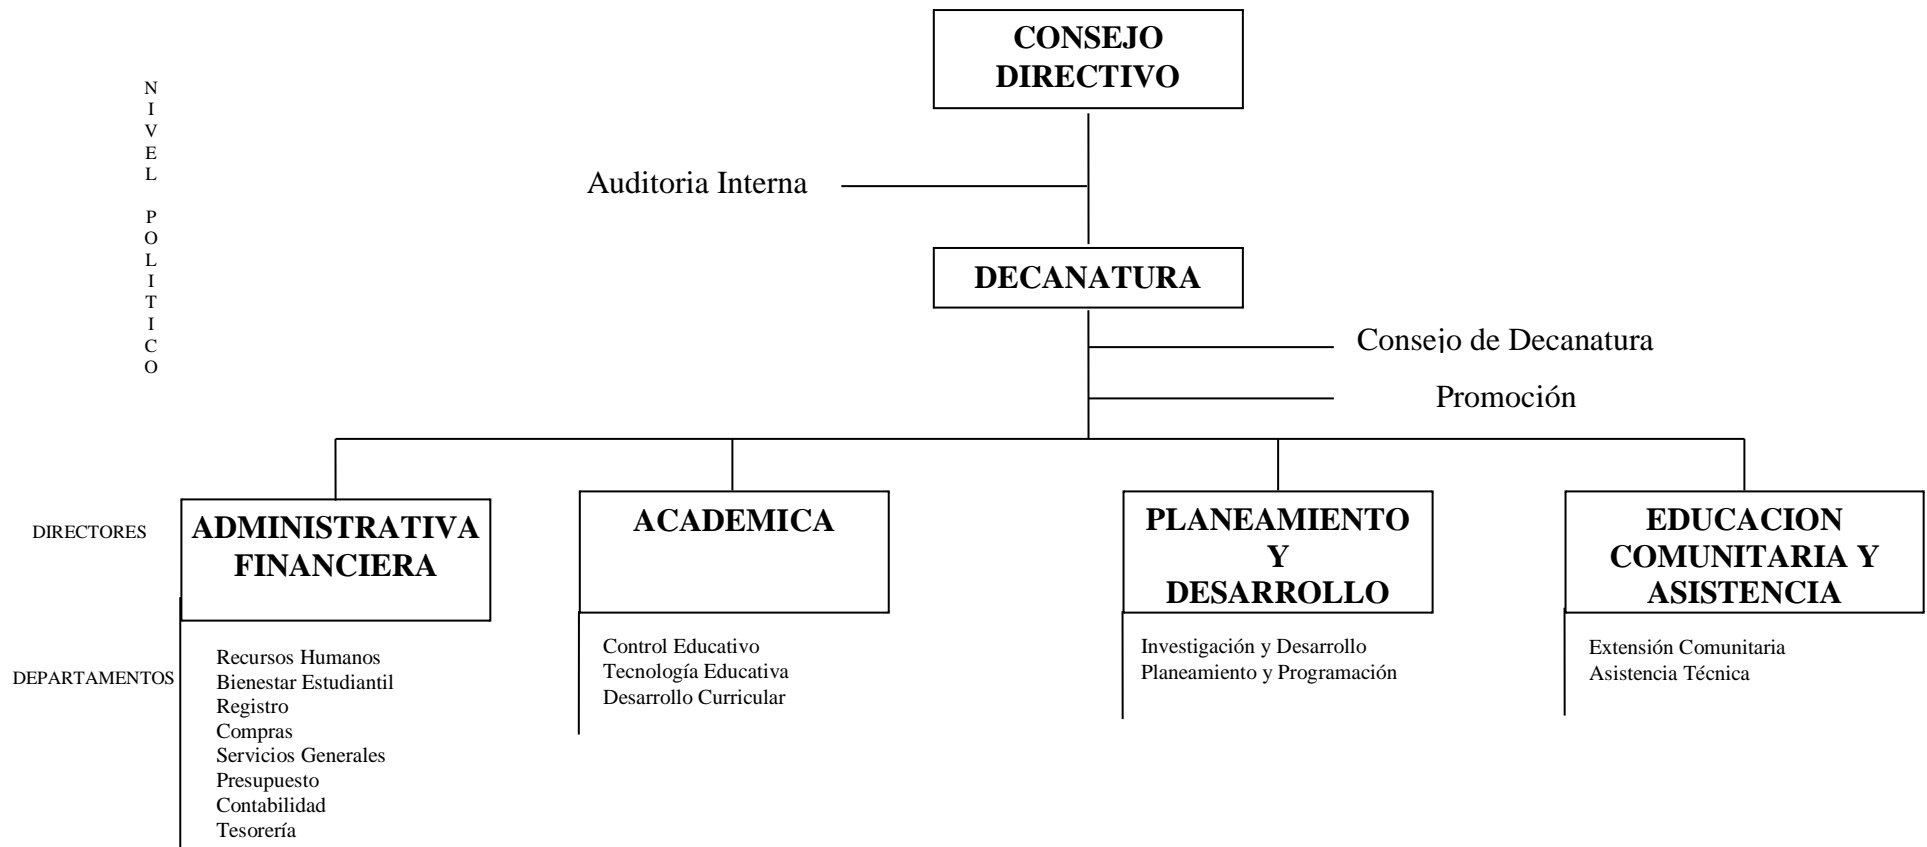 CONSEJO
DIRECTIVO
NIVEL POLITICO
Auditoria Interna
DECANATURA
Consejo de Decanatura
Promoción
DIRECTORES
ADMINISTRATIVA
FINANCIERA
ACADEMICA
PLANEAMIENTO
Y
DESARROLLO
EDUCACION
COMUNITARIA Y
ASISTENCIA
DEPARTAMENTOS
Recursos Humanos
Bienestar Estudiantil
Registro
Compras
Servicios Generales
Presupuesto
Contabilidad
Tesorería
Control Educativo
Tecnología Educativa
Desarrollo Curricular
Investigación y Desarrollo
Planeamiento y Programación
Extensión Comunitaria
Asistencia Técnica